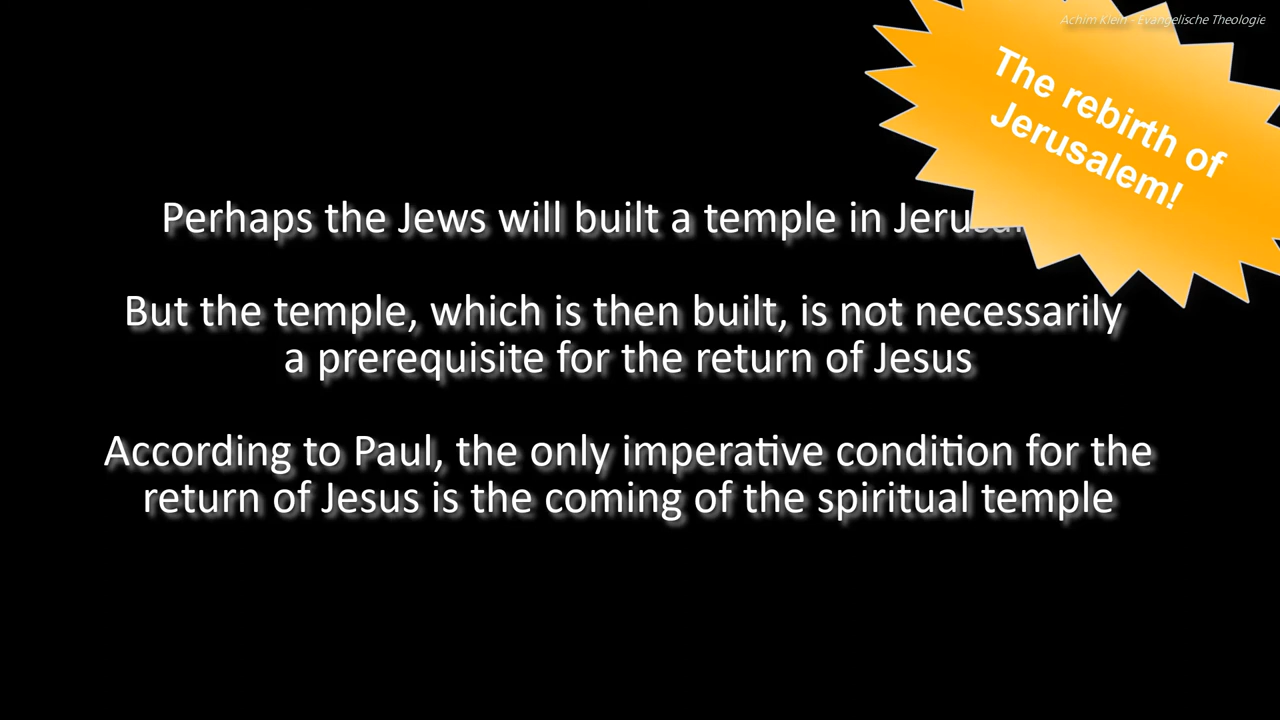 Achim Klein - Evangelische Theologie
The rebirth of
Jerusalem!
Perhaps the Jews will built a temple in
But the temple, which is then built, is not necessarily
a prerequisite for the return of Jesus
According to Paul, the only imperative condition for the
return of Jesus is the coming of the spiritual temple